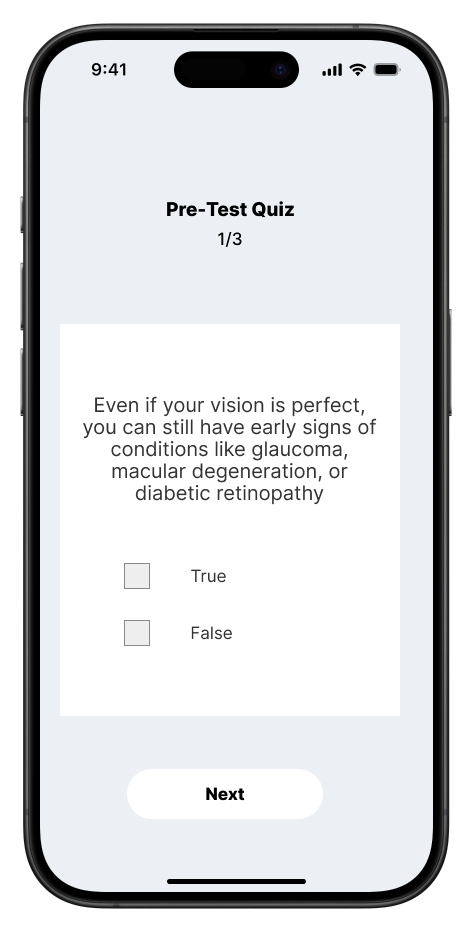 9:41
Pre-Test Quiz
1/3
Even if your vision is perfect,
you can still have early signs of
conditions like glaucoma,
macular degeneration, or
diabetic retinopathy
True
False
Next